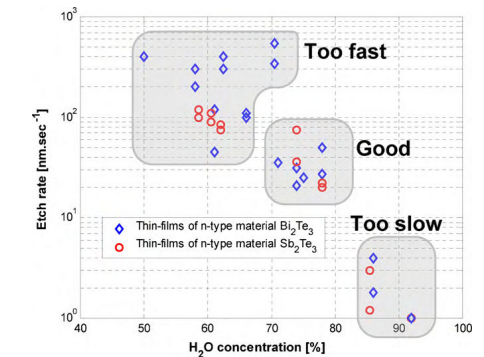 10³
Too fast
10²
Good
Etch rate [nm.sec⁻¹]
10¹
Thin-films of n-type material Bi₂Te₃
Thin-films of n-type material Sb₂Te₃
Too slow
10⁰
40 50 60 70 80 90 100
H₂O concentration [%]